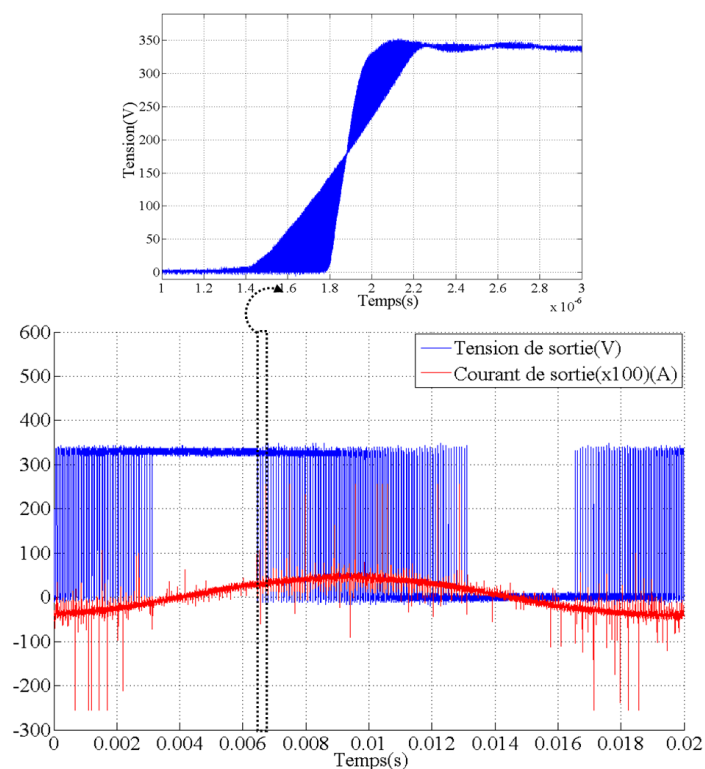 350
300
250
200
150
100
50
0
Tension(V)
1 1.2 1.4 1.6 1.8 2 2.2 2.4 2.6 2.8 3
Temps(s)
x 10^-6
600
500
400
300
200
100
0
-100
-200
-300
Tension de sortie(V)
Courant de sortie(x100)(A)
0 0.002 0.004 0.006 0.008 0.01 0.012 0.014 0.016 0.018 0.02
Temps(s)